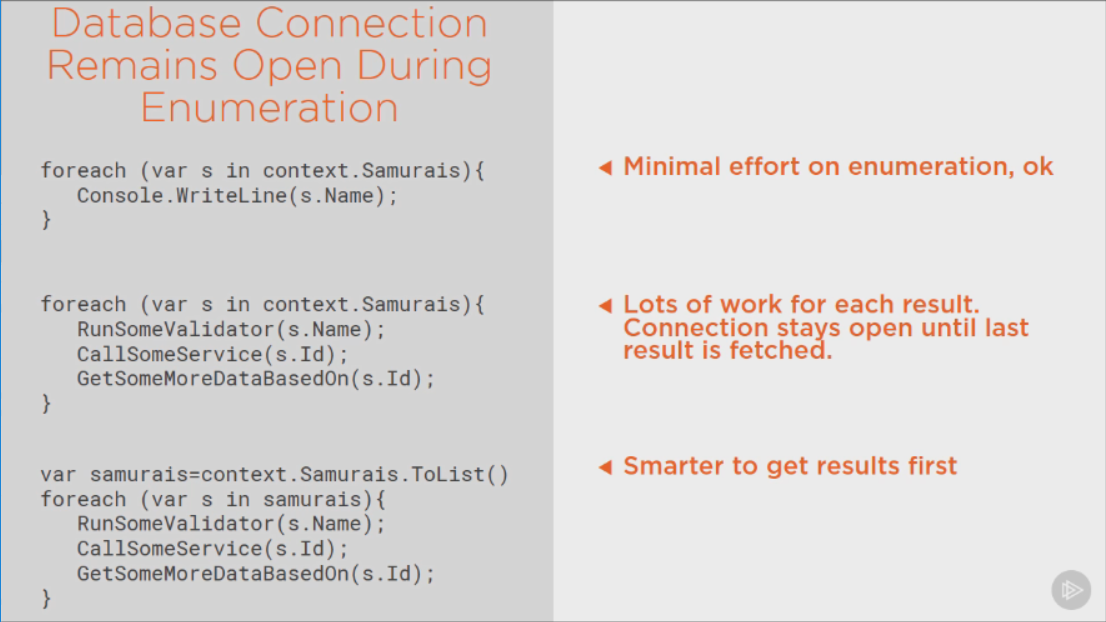 Database Connection
Remains Open During
Enumeration
foreach (var s in context.Samurais){
   Console.WriteLine(s.Name);
}
Minimal effort on enumeration, ok
foreach (var s in context.Samurais){
   RunSomeValidator(s.Name);
   CallSomeService(s.Id);
   GetSomeMoreDataBasedOn(s.Id);
}
Lots of work for each result.
Connection stays open until last
result is fetched.
var samurais=context.Samurais.ToList()
foreach (var s in samurais){
   RunSomeValidator(s.Name);
   CallSomeService(s.Id);
   GetSomeMoreDataBasedOn(s.Id);
}
Smarter to get results first